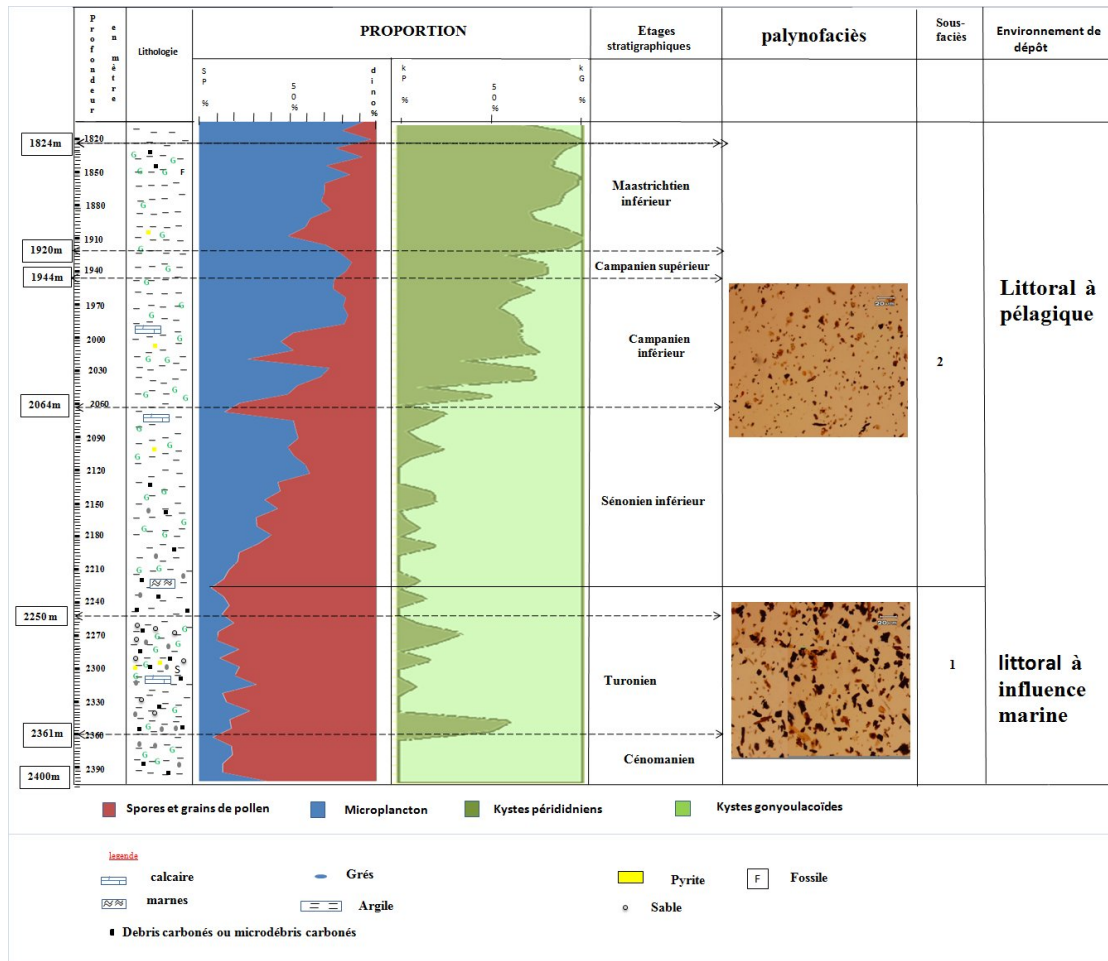 Profondeur
en mètre
Lithologie
PROPORTION
SP %
50%
dino%
kP %
50%
kG %
Etages
stratigraphiques
palynofaciès
Sous-
faciès
Environnement de
dépôt
1824m
1920m
1944m
2064m
2250m
2361m
2400m
1820
1850
1880
1910
1940
1970
2000
2030
2060
2090
2120
2150
2180
2210
2240
2270
2300
2330
2360
2390
F
G
S
Maastrichtien
inférieur
Campanien supérieur
Campanien
inférieur
Sénonien inférieur
Turonien
Cénomanien
2
1
Littoral à
pélagique
littoral à
influence
marine
Spores et grains de pollen
Microplancton
Kystes pérididniens
Kystes gonyoulacoïdes
legende
calcaire
Grés
Pyrite
F
Fossile
marnes
Argile
Sable
Debris carbonés ou microdébris carbonés